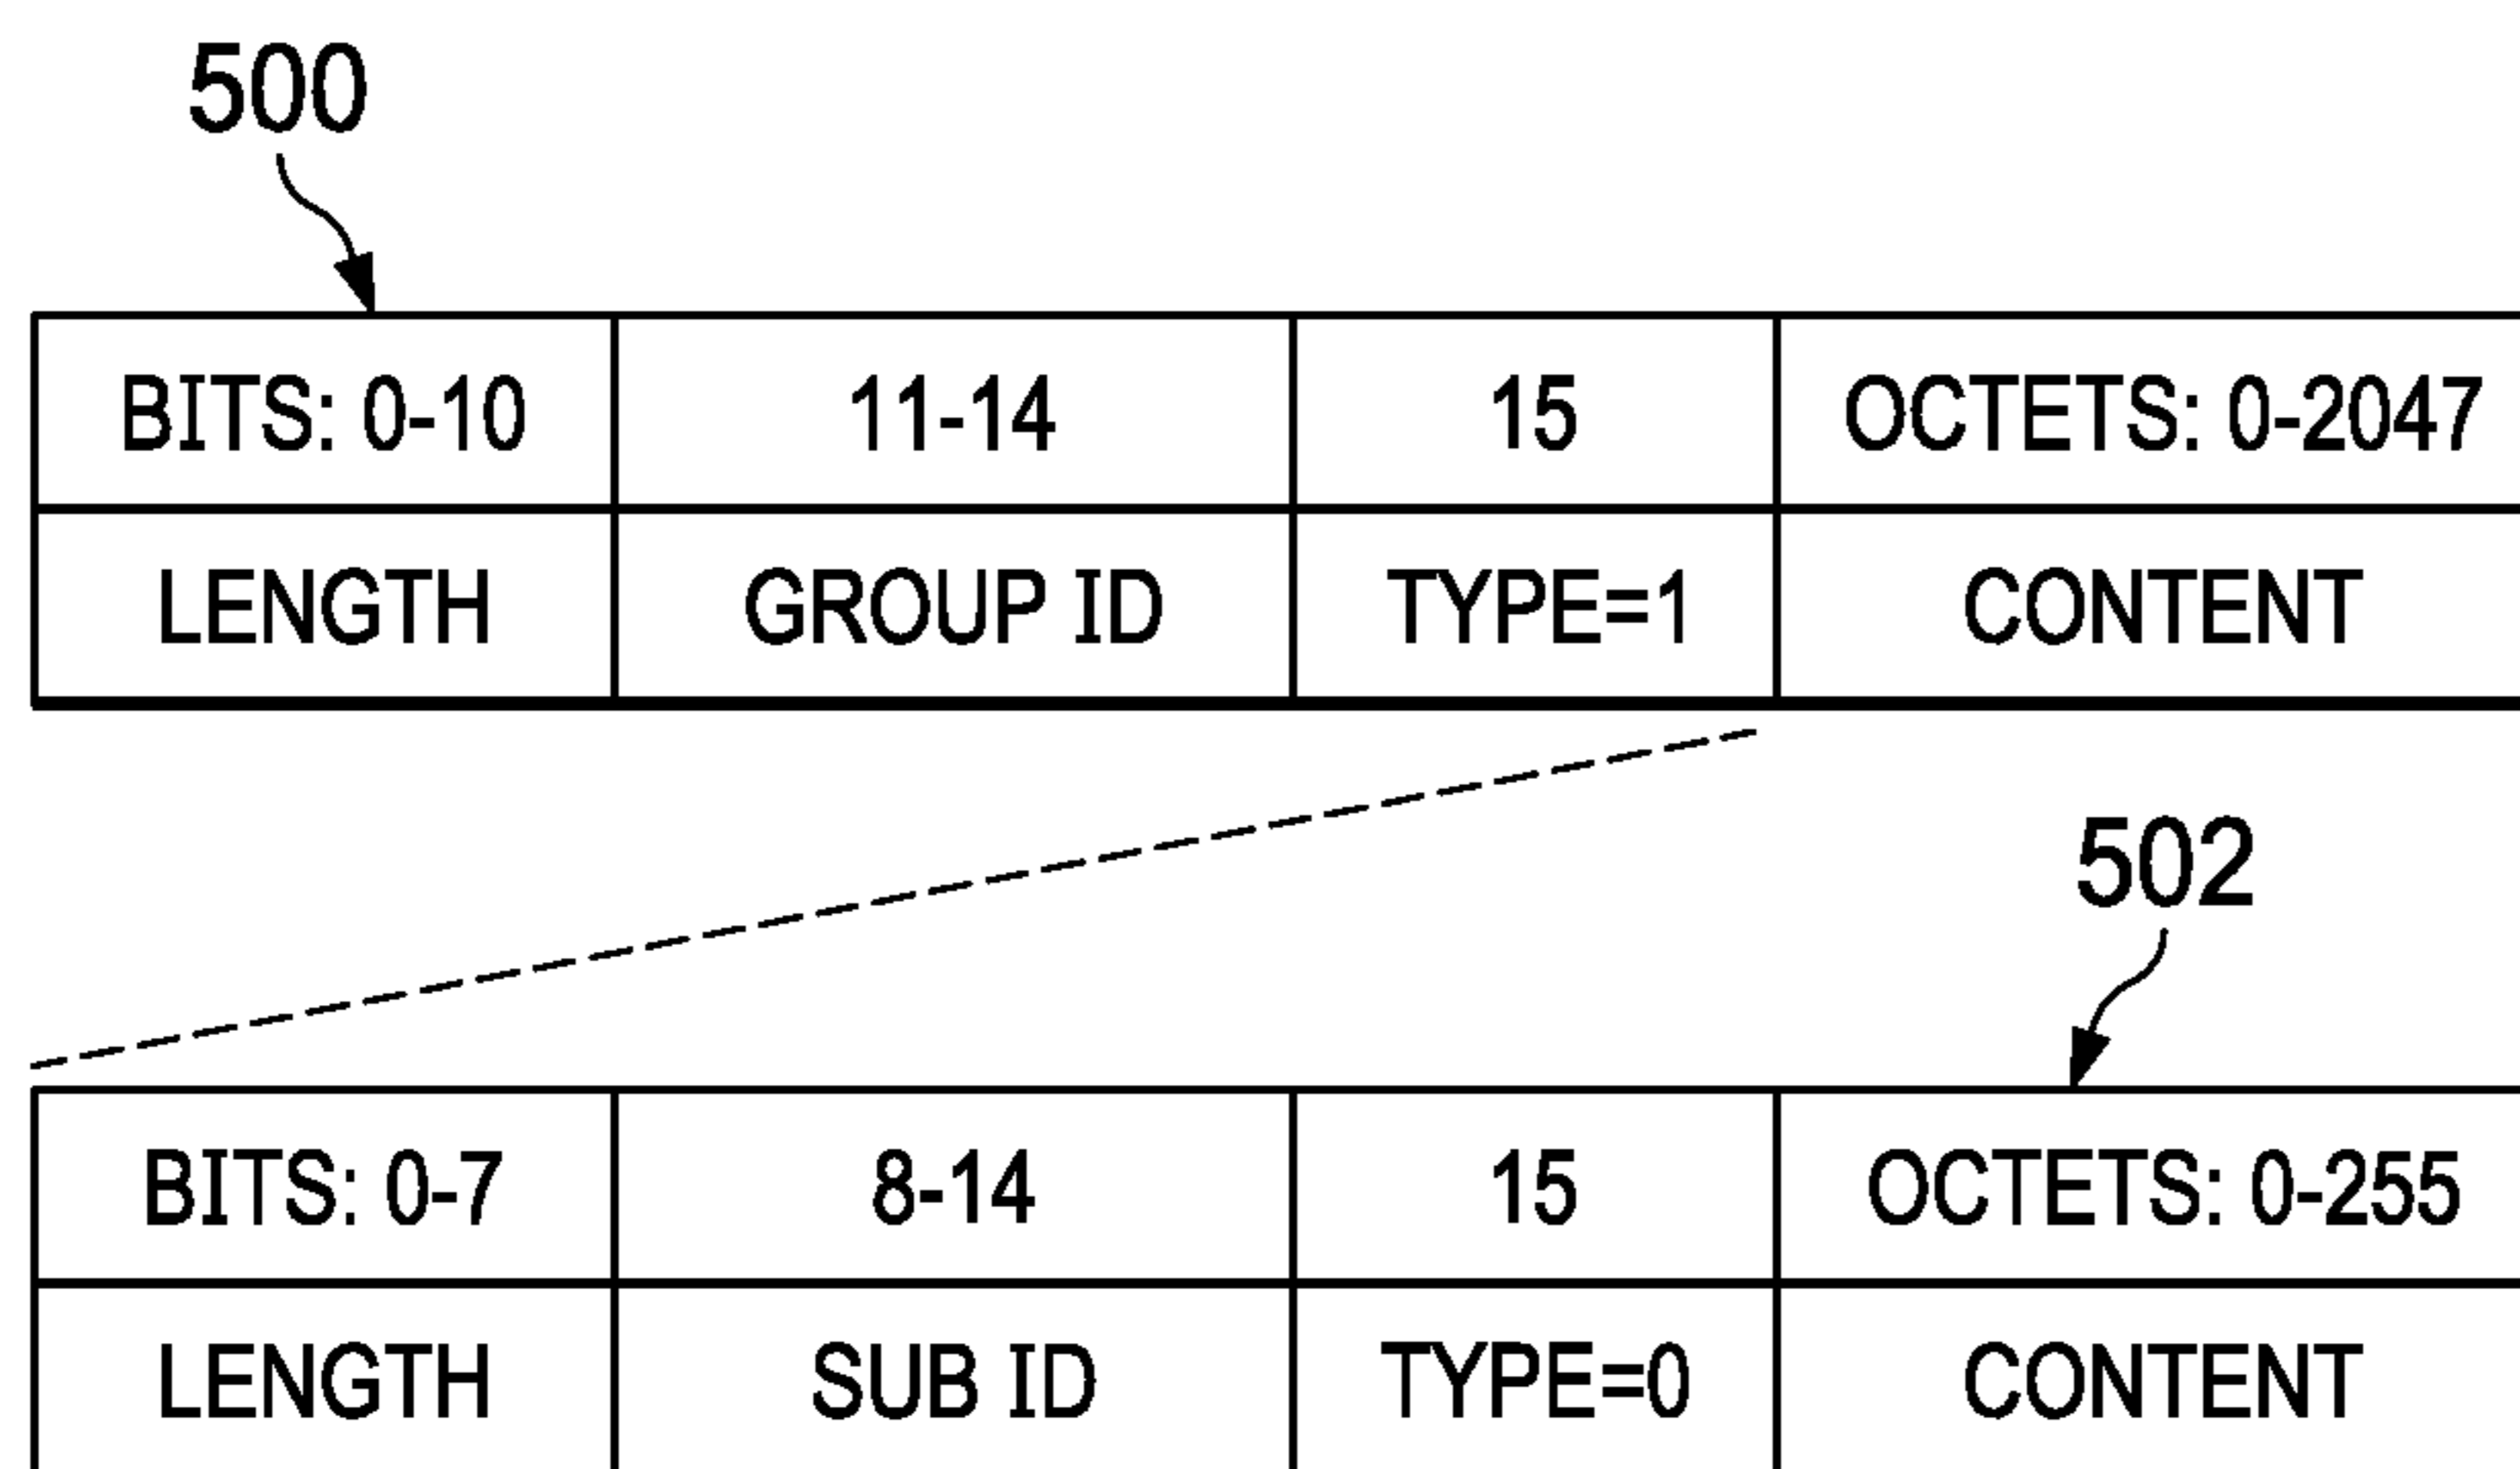 500
BITS: 0-10 11-14 15 OCTETS: 0-2047
LENGTH GROUP ID TYPE=1 CONTENT
502
BITS: 0-7 8-14 15 OCTETS: 0-255
LENGTH SUB ID TYPE=0 CONTENT